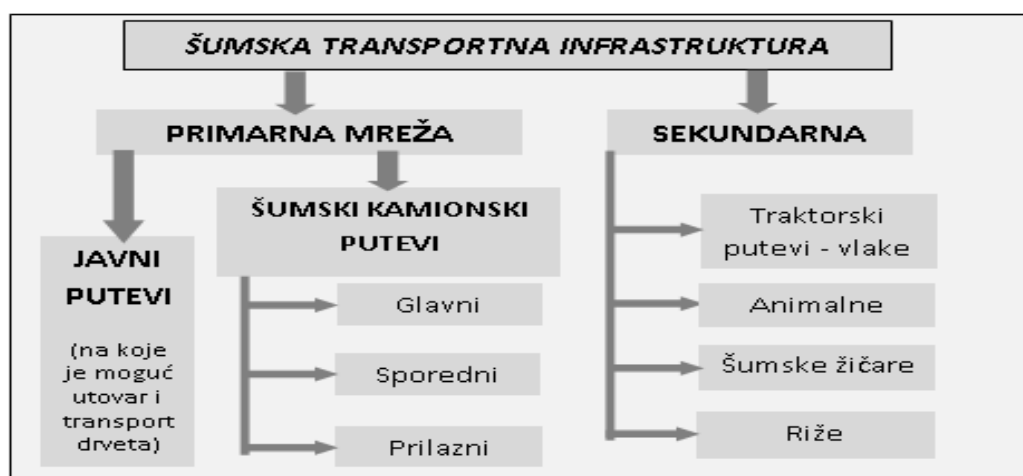 ŠUMSKA TRANSPORTNA INFRASTRUKTURA
PRIMARNA MREŽA
SEKUNDARNA
JAVNI
PUTEVI
(na koje
je moguć
utovar i
transport
drveta)
ŠUMSKI KAMIONSKI
PUTEVI
Glavni
Sporedni
Prilazni
Traktorski
putevi - vlake
Animalne
Šumske žičare
Riže